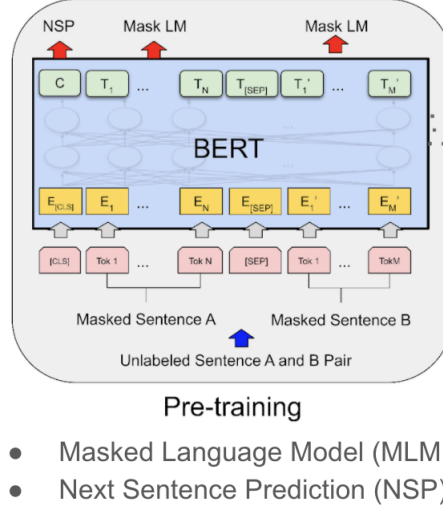 NSP Mask LM Mask LM
C T1 ... TN T[SEP] T1' ... TM'
...
BERT
E[CLS] E1 ... EN E[SEP] E1' ... EM'
[CLS] Tok 1 ... Tok N [SEP] Tok 1 ... TokM
Masked Sentence A Masked Sentence B
Unlabeled Sentence A and B Pair
Pre-training
● Masked Language Model (MLM
● Next Sentence Prediction (NSP)